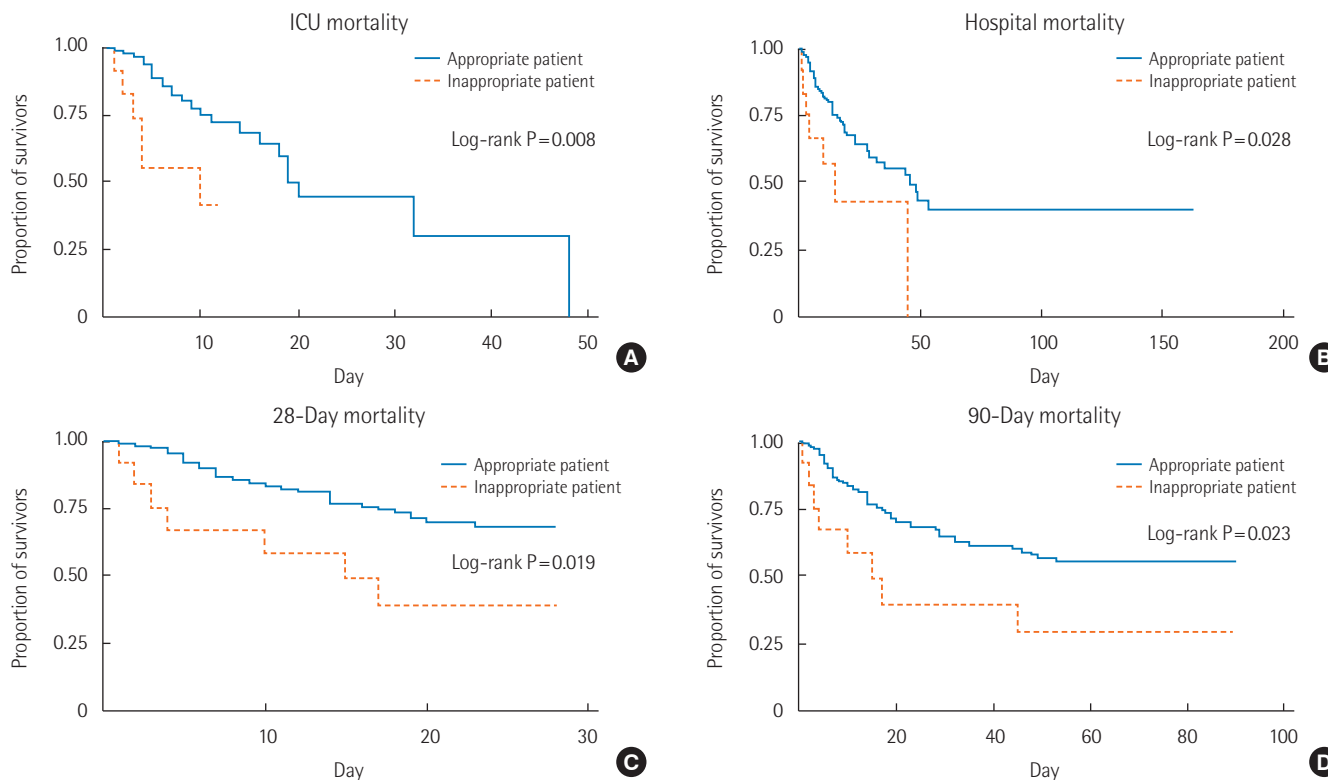 ICU mortality
1.00
0.75
0.50
0.25
0
Proportion of survivors
Appropriate patient
Inappropriate patient
Log-rank P=0.008
10 20 30 40 50
Day
A
Hospital mortality
1.00
0.75
0.50
0.25
0
Proportion of survivors
Appropriate patient
Inappropriate patient
Log-rank P=0.028
50 100 150 200
Day
B
28-Day mortality
1.00
0.75
0.50
0.25
0
Proportion of survivors
Appropriate patient
Inappropriate patient
Log-rank P=0.019
10 20 30
Day
C
90-Day mortality
1.00
0.75
0.50
0.25
0
Proportion of survivors
Appropriate patient
Inappropriate patient
Log-rank P=0.023
20 40 60 80 100
Day
D